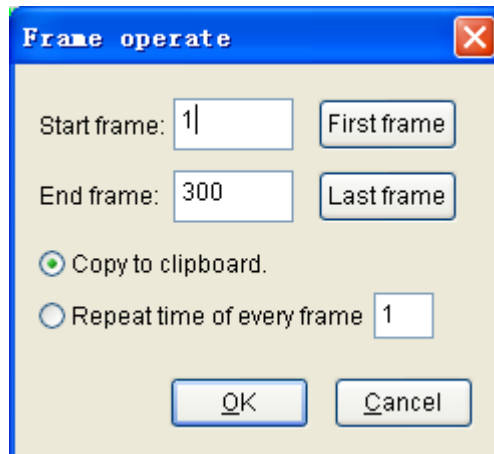 Frame operate
Start frame: 1 First frame
End frame: 300 Last frame
Copy to clipboard.
Repeat time of every frame 1
OK Cancel